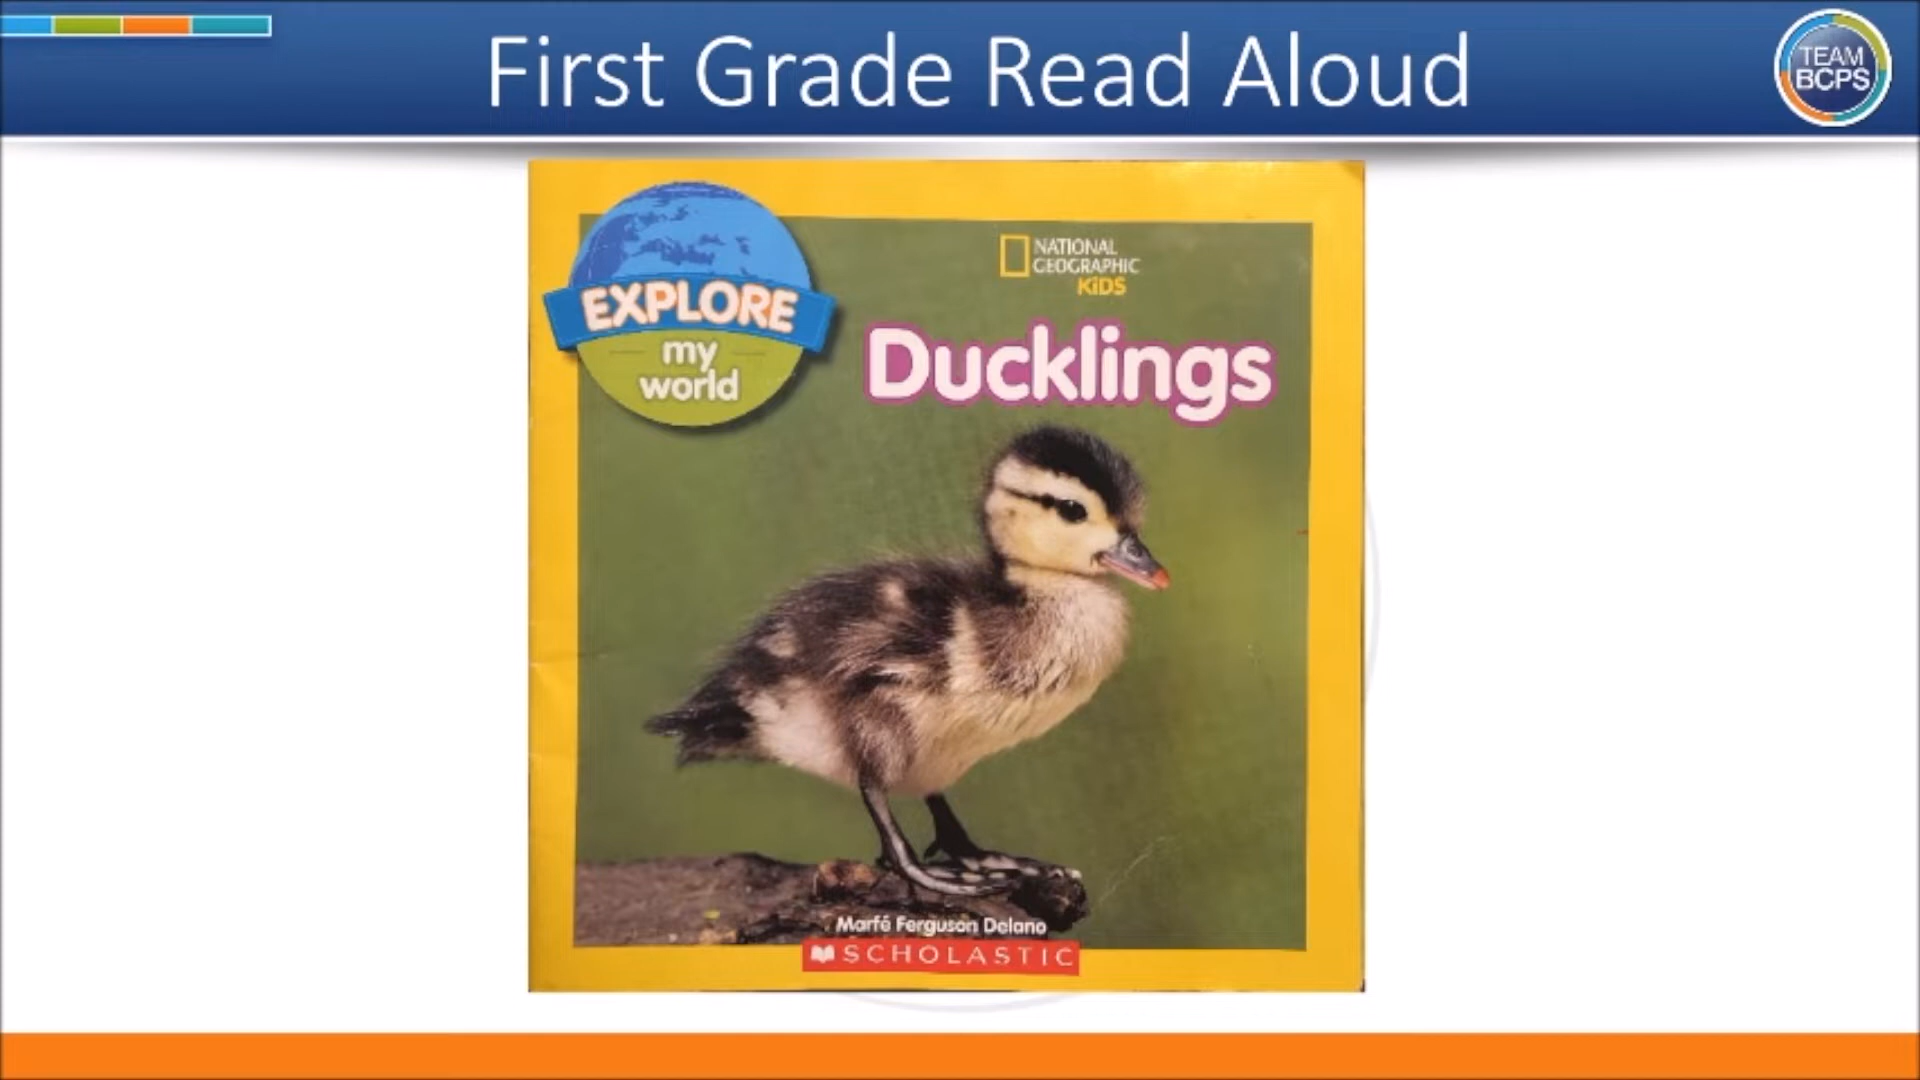 First Grade Read Aloud
TEAM
BCPS
EXPLORE
my
world
NATIONAL
GEOGRAPHIC
KiDS
Ducklings
Marfé Ferguson Delano
SCHOLASTIC